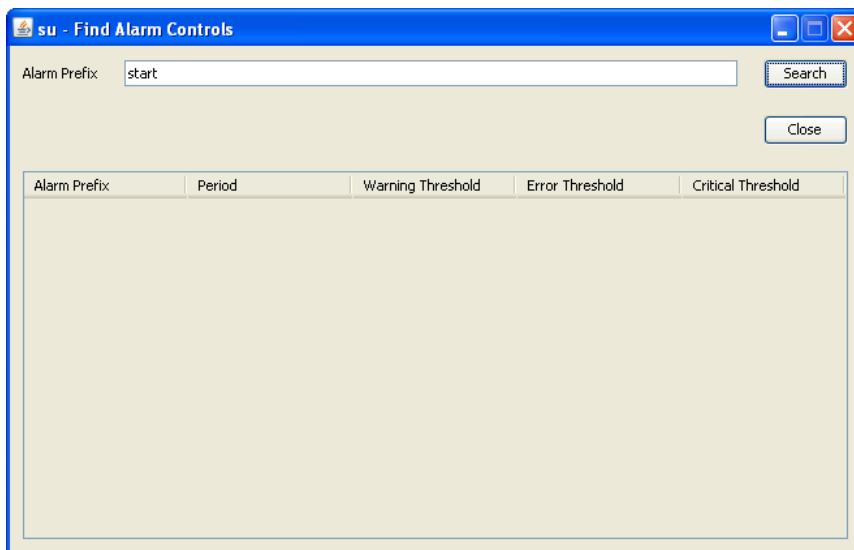 su - Find Alarm Controls
Alarm Prefix start Search
Close
Alarm Prefix Period Warning Threshold Error Threshold Critical Threshold